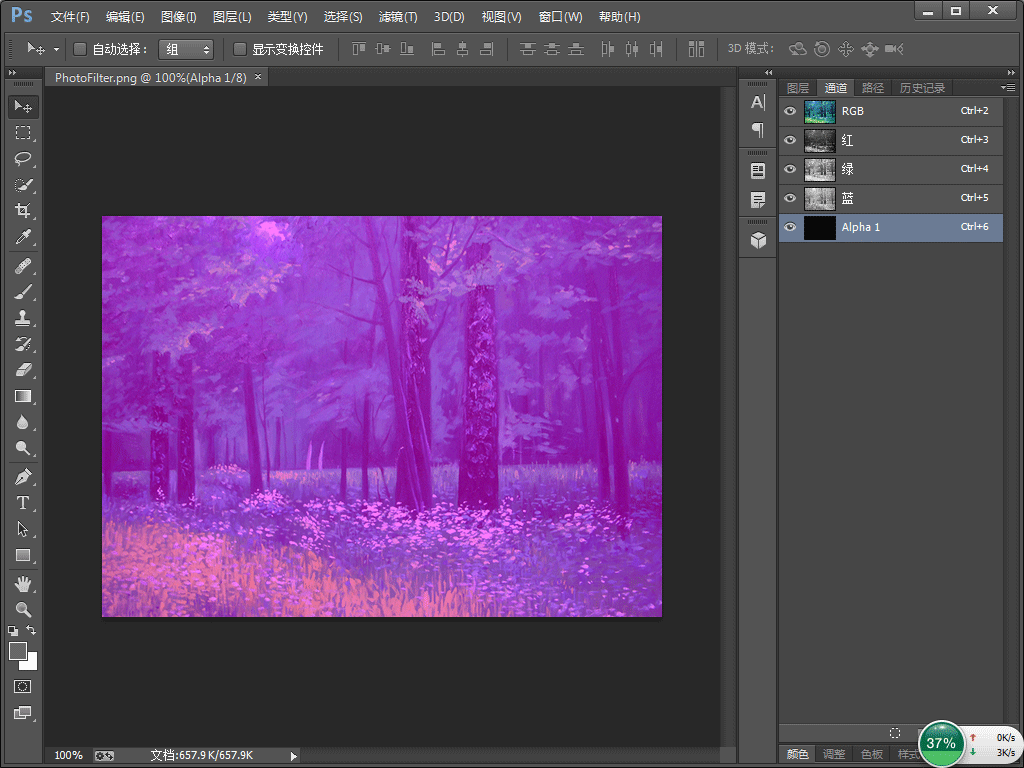 Ps 文件(F) 编辑(E) 图像(I) 图层(L) 类型(Y) 选择(S) 滤镜(T) 3D(D) 视图(V) 窗口(W) 帮助(H)
自动选择： 组 显示变换控件 3D 模式：
PhotoFilter.png @ 100%(Alpha 1/8) ×
图层 通道 路径 历史记录
RGB Ctrl+2
红 Ctrl+3
绿 Ctrl+4
蓝 Ctrl+5
Alpha 1 Ctrl+6
100% 文档:657.9 K/657.9K
颜色 调整 色板 样式
37% 0K/s
3K/s